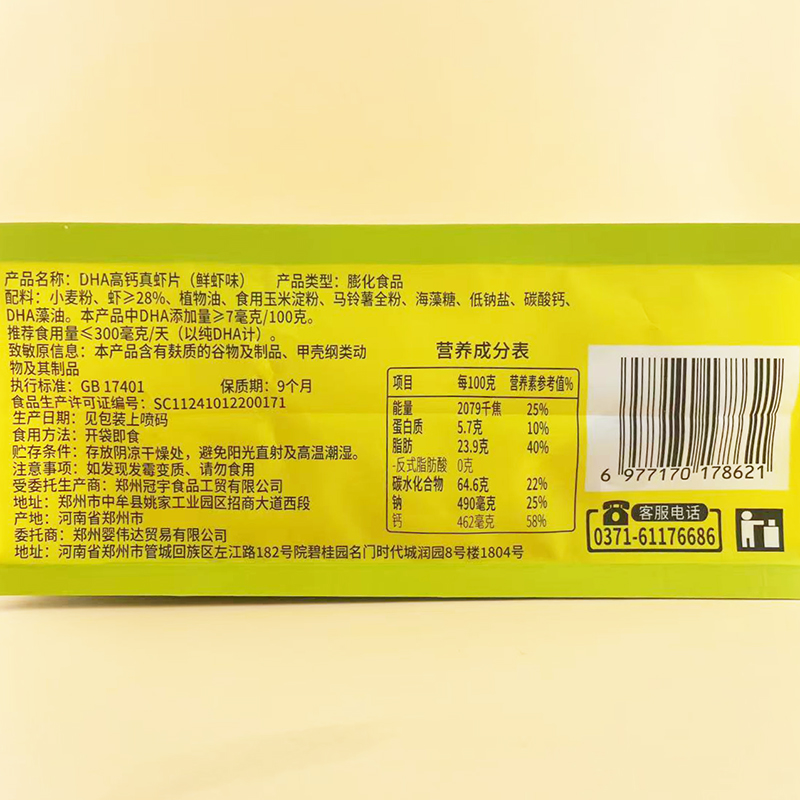 产品名称：DHA高钙真虾片（鲜虾味） 产品类型：膨化食品
配料：小麦粉、虾≥28%、植物油、食用玉米淀粉、马铃薯全粉、海藻糖、低钠盐、碳酸钙、
DHA藻油。本产品中DHA添加量≥7毫克/100克。
推荐食用量≤300毫克/天（以纯DHA计）。
致敏原信息：本产品含有麸质的谷物及制品、甲壳纲类动
物及其制品
执行标准：GB 17401 保质期：9个月
食品生产许可证编号：SC11241012200171
生产日期：见包装上喷码
食用方法：开袋即食
贮存条件：存放阴凉干燥处，避免阳光直射及高温潮湿。
注意事项：如发现发霉变质、请勿食用
受委托生产商：郑州冠宇食品工贸有限公司
地址：郑州市中牟县姚家工业园区招商大道西段
产地：河南省郑州市
委托商：郑州婴伟达贸易有限公司
地址：河南省郑州市管城回族区左江路182号院碧桂园名门时代城润园8号楼1804号
营养成分表
项目 每100克 营养素参考值%
能量 2079千焦 25%
蛋白质 5.7克 10%
脂肪 23.9克 40%
-反式脂肪酸 0克
碳水化合物 64.6克 22%
钠 490毫克 25%
钙 462毫克 58%
6 977170 178621
客服电话
0371-61176686